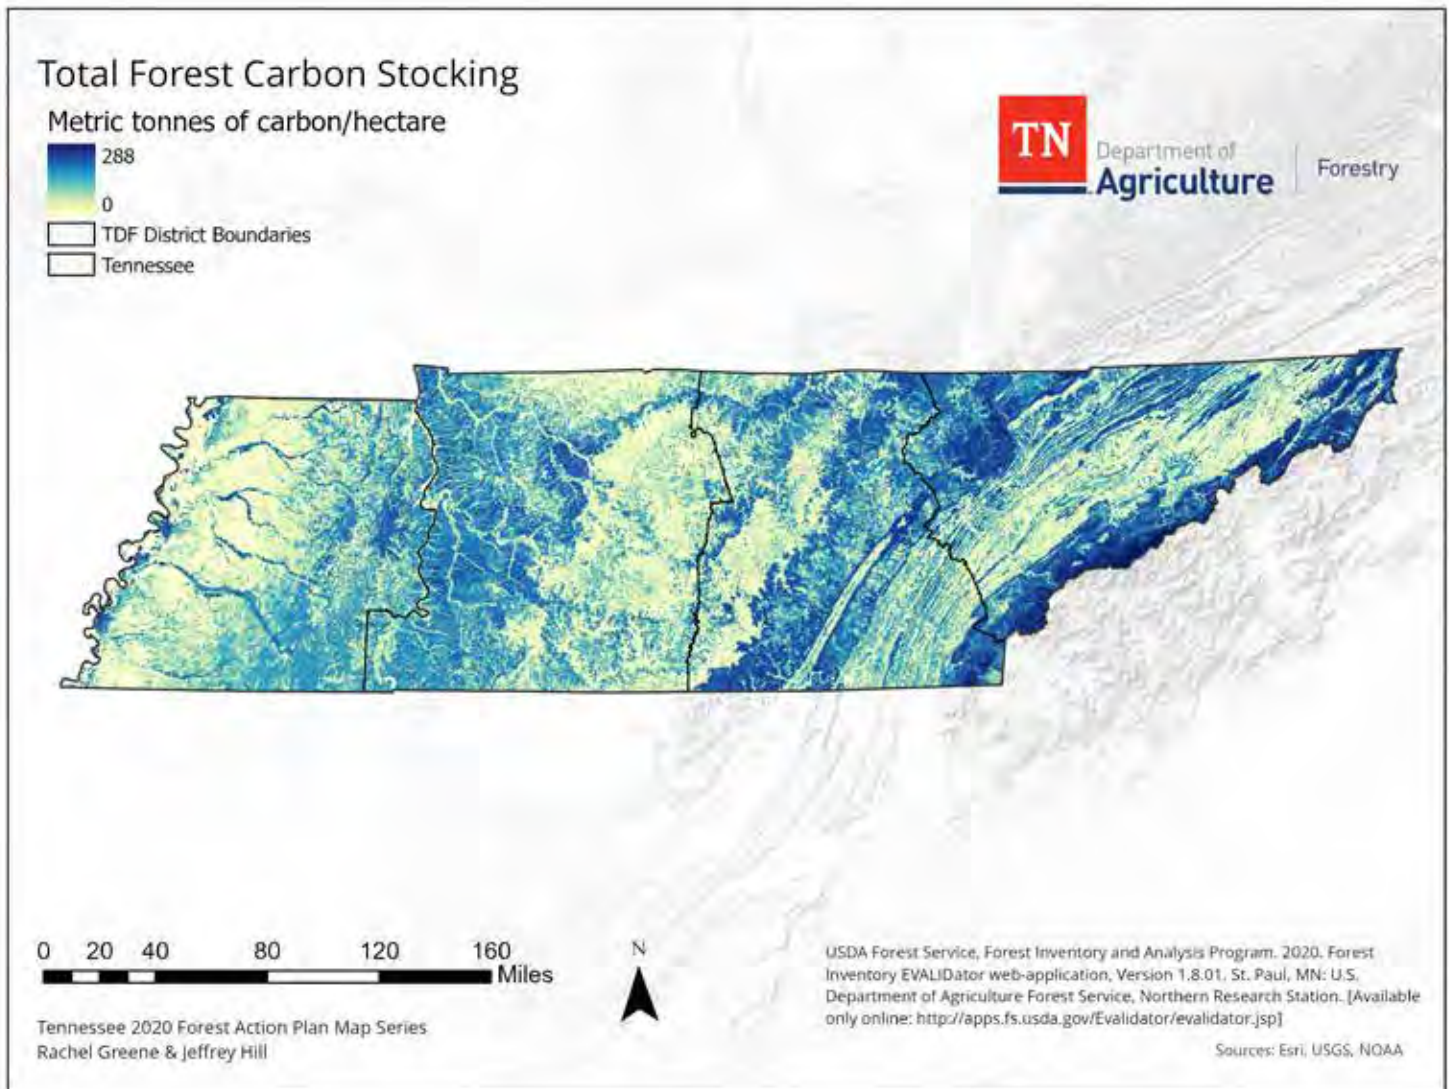 Total Forest Carbon Stocking
Metric tonnes of carbon/hectare
288
0
TDF District Boundaries
Tennessee
TN
Department of
Agriculture
Forestry
0 20 40 80 120 160
Miles
N
Tennessee 2020 Forest Action Plan Map Series
Rachel Greene & Jeffrey Hill
USDA Forest Service, Forest Inventory and Analysis Program. 2020. Forest
Inventory EVALIDator web-application, Version 1.8.01. St. Paul, MN: U.S.
Department of Agriculture Forest Service, Northern Research Station. [Available
only online: http://apps.fs.usda.gov/Evalidator/evalidator.jsp]
Sources: Esri, USGS, NOAA